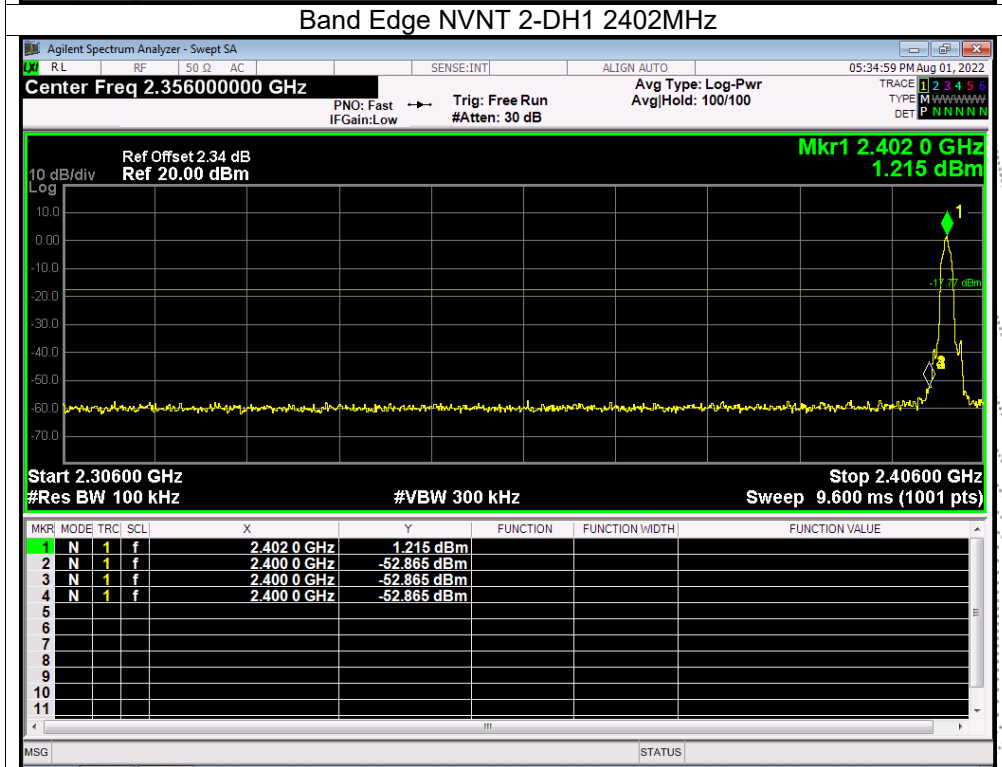 Band Edge NVNT 2-DH1 2402MHz
Agilent Spectrum Analyzer - Swept SA
LXI RL RF 50 Ω AC SENSE:INT ALIGN AUTO 05:34:59 PM Aug 01, 2022
Center Freq 2.356000000 GHz
PNO: Fast
IFGain:Low
Trig: Free Run
#Atten: 30 dB
Avg Type: Log-Pwr
Avg|Hold: 100/100
TRACE 1 2 3 4 5 6
TYPE M WWWWW
DET P N N N N N
Mkr1 2.402 0 GHz
1.215 dBm
Ref Offset 2.34 dB
10 dB/div Ref 20.00 dBm
Log
10.0
0.00
-10.0
-20.0
-30.0
-40.0
-50.0
-60.0
-70.0
1
-17.77 dBm
Start 2.30600 GHz Stop 2.40600 GHz
#Res BW 100 kHz #VBW 300 kHz Sweep 9.600 ms (1001 pts)
MKR MODE TRC SCL X Y FUNCTION FUNCTION WIDTH FUNCTION VALUE
1 N 1 f 2.402 0 GHz 1.215 dBm
2 N 1 f 2.400 0 GHz -52.865 dBm
3 N 1 f 2.400 0 GHz -52.865 dBm
4 N 1 f 2.400 0 GHz -52.865 dBm
5
6
7
8
9
10
11
MSG STATUS